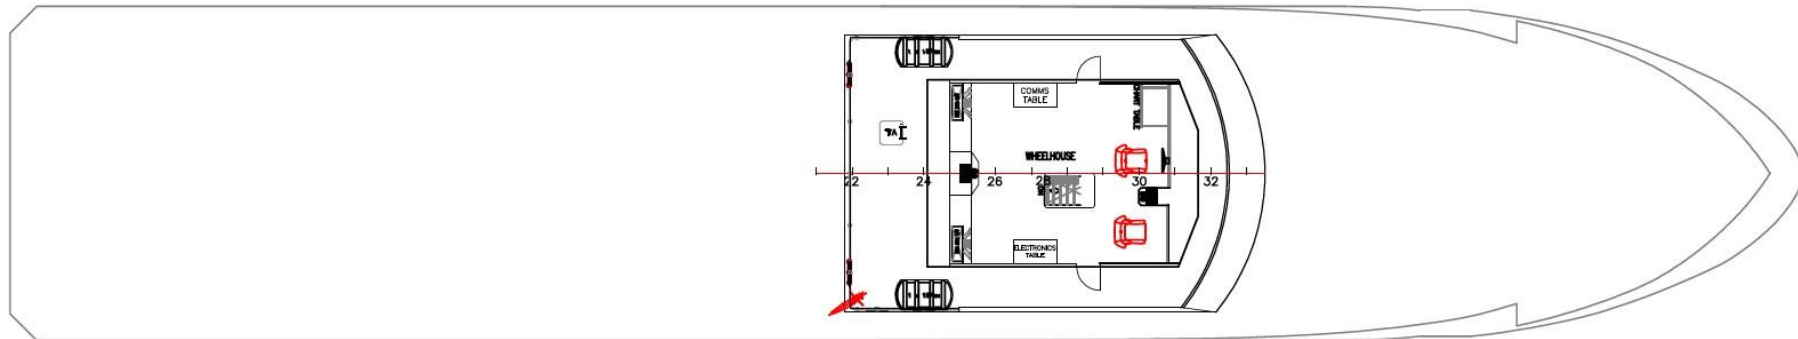 COMMS
TABLE
CHART TABLE
WHEELHOUSE
22
24
26
28
30
32
ELECTRONICS
TABLE